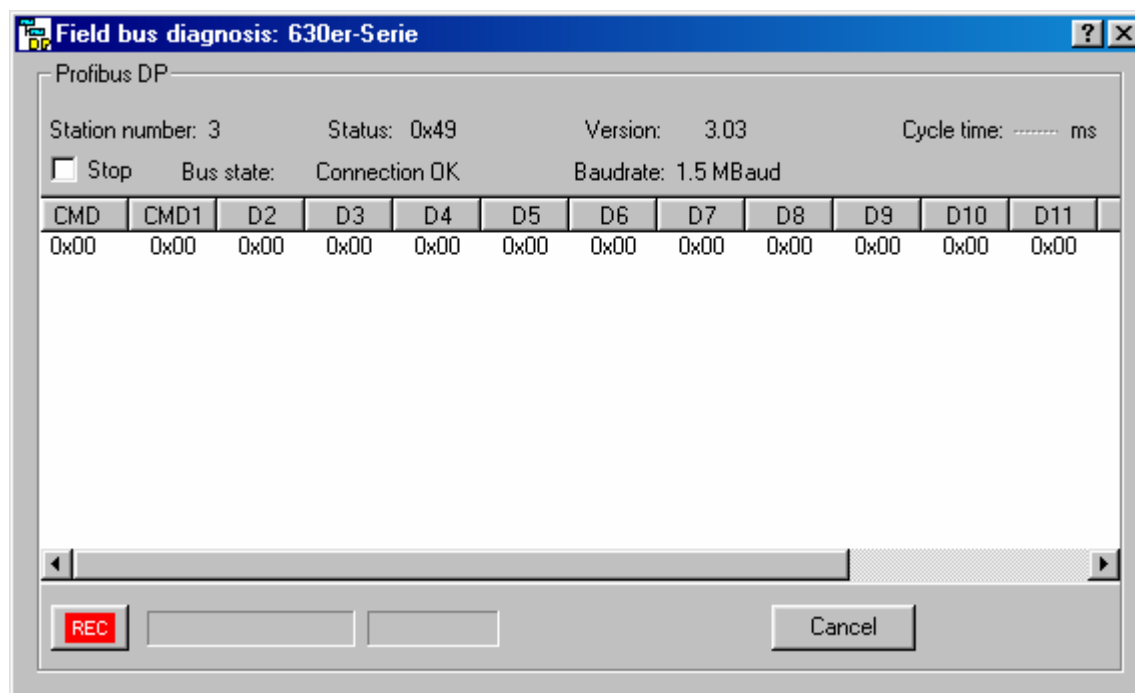 Field bus diagnosis: 630er-Serie
Profibus DP
Station number: 3 Status: 0x49 Version: 3.03 Cycle time: ------- ms
Stop Bus state: Connection OK Baudrate: 1.5 MBaud
CMD CMD1 D2 D3 D4 D5 D6 D7 D8 D9 D10 D11
0x00 0x00 0x00 0x00 0x00 0x00 0x00 0x00 0x00 0x00 0x00 0x00
REC Cancel